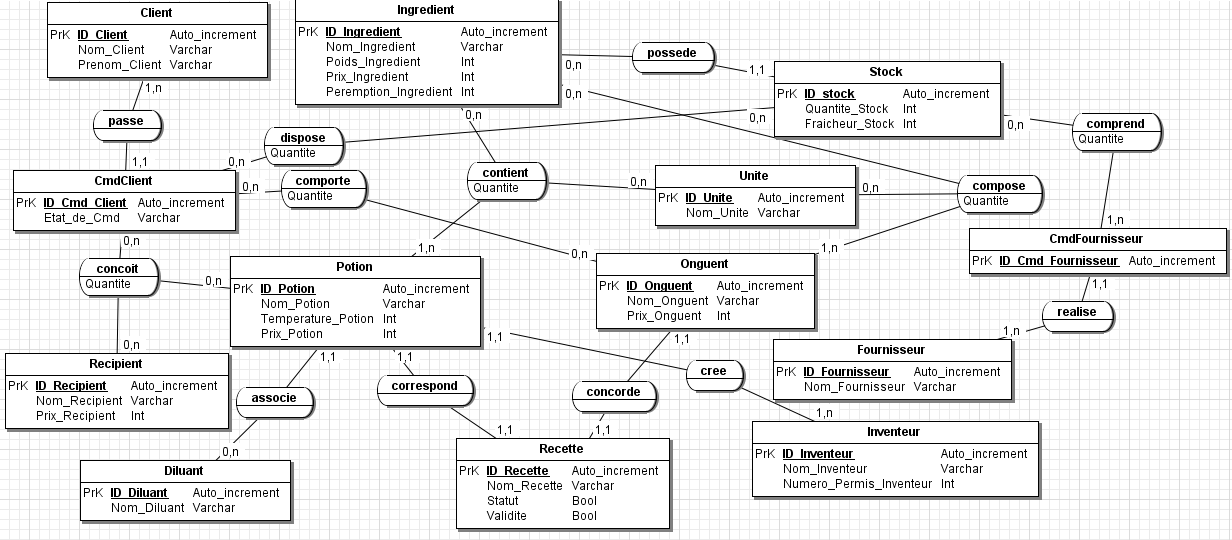 Client
PrK ID_Client Auto_increment
Nom_Client Varchar
Prenom_Client Varchar
Ingredient
PrK ID_Ingredient Auto_increment
Nom_Ingredient Varchar
Poids_Ingredient Int
Prix_Ingredient Int
Peremption_Ingredient Int
possede
0,n
1,1
0,n
Stock
PrK ID_stock Auto_increment
Quantite_Stock Int
Fraicheur_Stock Int
1,n
passe
1,1
0,n
0,n
0,n
dispose
Quantite
0,n
comprend
Quantite
CmdClient
PrK ID_Cmd_Client Auto_increment
Etat_de_Cmd Varchar
0,n
comporte
Quantite
contient
Quantite
0,n
Unite
PrK ID_Unite Auto_increment
Nom_Unite Varchar
0,n
compose
Quantite
1,n
CmdFournisseur
PrK ID_Cmd_Fournisseur Auto_increment
0,n
1,n
0,n
1,n
concoit
Quantite
0,n
Potion
PrK ID_Potion Auto_increment
Nom_Potion Varchar
Temperature_Potion Int
Prix_Potion Int
Onguent
PrK ID_Onguent Auto_increment
Nom_Onguent Varchar
Prix_Onguent Int
1,1
realise
1,n
0,n
1,1
1,1
1,1
1,1
Recipient
PrK ID_Recipient Auto_increment
Nom_Recipient Varchar
Prix_Recipient Int
Fournisseur
PrK ID_Fournisseur Auto_increment
Nom_Fournisseur Varchar
associe
correspond
concorde
cree
1,n
0,n
1,1
1,1
Inventeur
PrK ID_Inventeur Auto_increment
Nom_Inventeur Varchar
Numero_Permis_Inventeur Int
Recette
PrK ID_Recette Auto_increment
Nom_Recette Varchar
Statut Bool
Validite Bool
Diluant
PrK ID_Diluant Auto_increment
Nom_Diluant Varchar